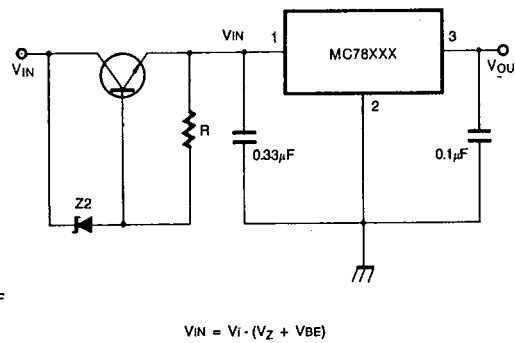 VIN
VIN
1
MC78XXX
3
VOU
2
R
0.33µF
0.1µF
Z2
F
VIN = Vi - (VZ + VBE)